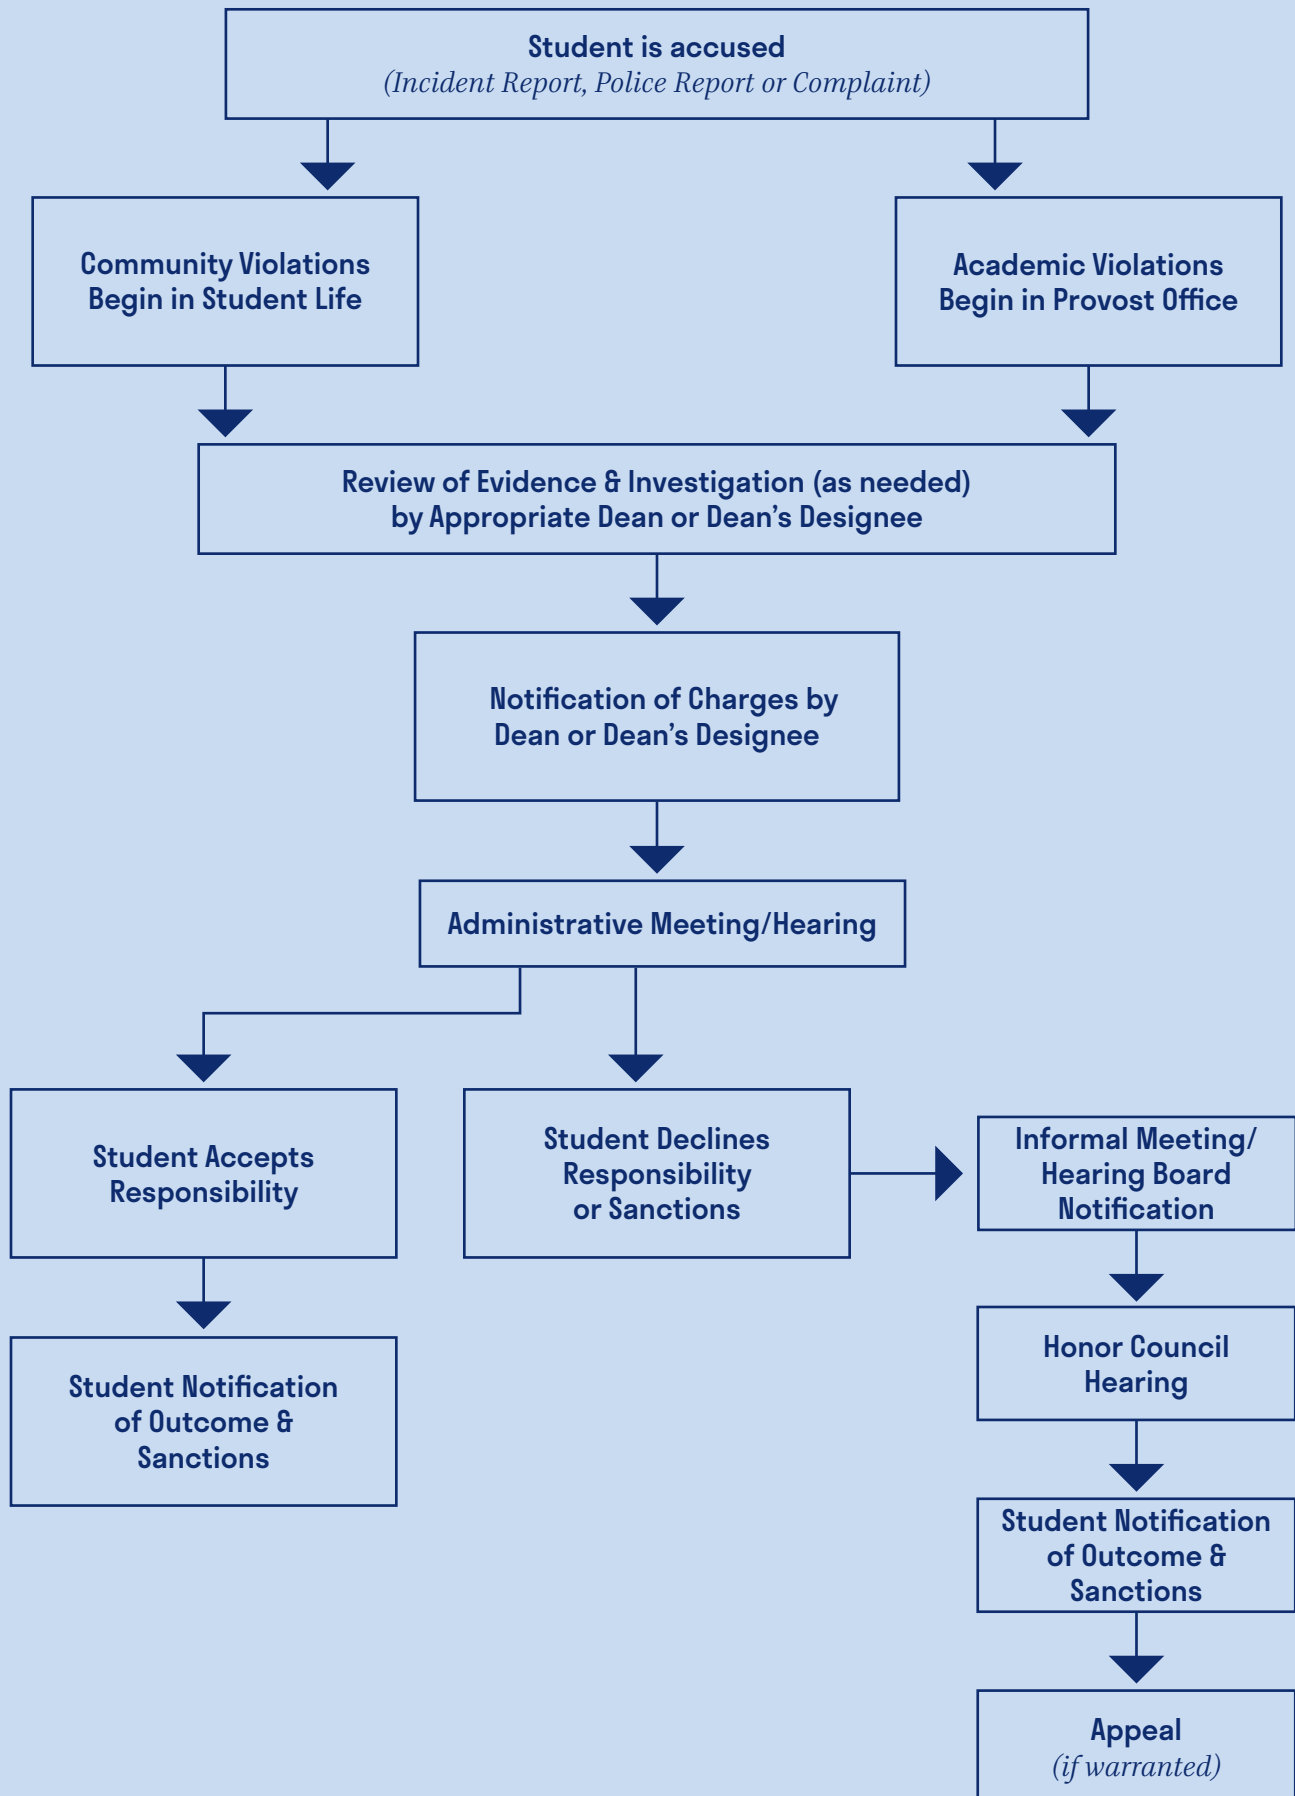 Student is accused
(Incident Report, Police Report or Complaint)
Community Violations
Begin in Student Life
Academic Violations
Begin in Provost Office
Review of Evidence & Investigation (as needed)
by Appropriate Dean or Dean’s Designee
Notification of Charges by
Dean or Dean’s Designee
Administrative Meeting/Hearing
Student Accepts
Responsibility
Student Declines
Responsibility
or Sanctions
Informal Meeting/
Hearing Board
Notification
Student Notification
of Outcome &
Sanctions
Honor Council
Hearing
Student Notification
of Outcome &
Sanctions
Appeal
(if warranted)